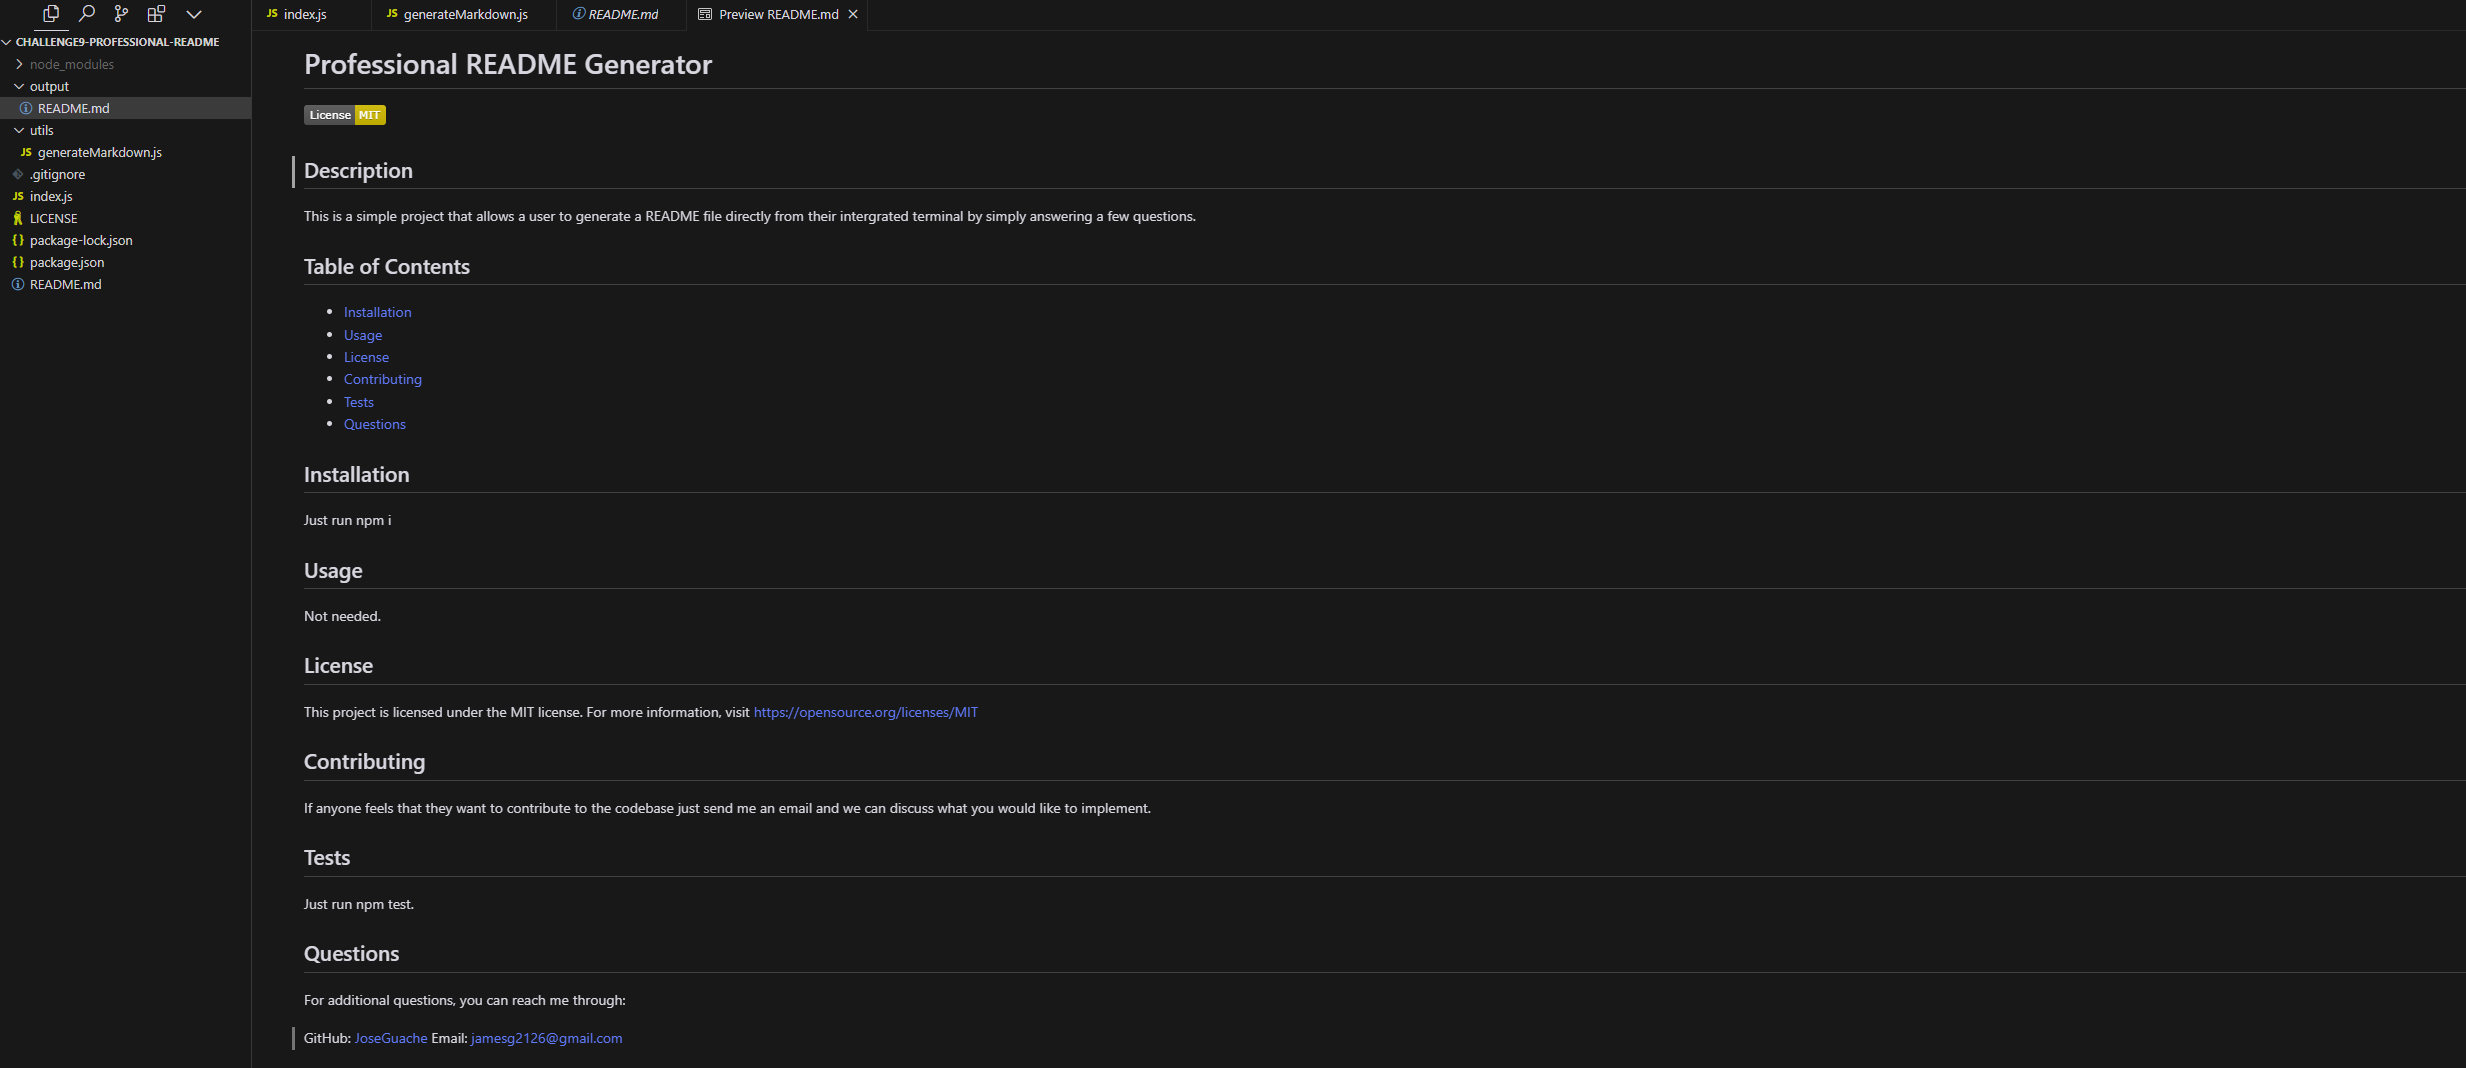 index.js
generateMarkdown.js
README.md
Preview README.md
CHALLENGE9-PROFESSIONAL-README
node_modules
output
README.md
utils
JS generateMarkdown.js
.gitignore
JS index.js
LICENSE
{} package-lock.json
{} package.json
README.md
Professional README Generator
License MIT
Description
This is a simple project that allows a user to generate a README file directly from their intergrated terminal by simply answering a few questions.
Table of Contents
• Installation
• Usage
• License
• Contributing
• Tests
• Questions
Installation
Just run npm i
Usage
Not needed.
License
This project is licensed under the MIT license. For more information, visit https://opensource.org/licenses/MIT
Contributing
If anyone feels that they want to contribute to the codebase just send me an email and we can discuss what you would like to implement.
Tests
Just run npm test.
Questions
For additional questions, you can reach me through:
GitHub: JoseGuache Email: jamesg2126@gmail.com